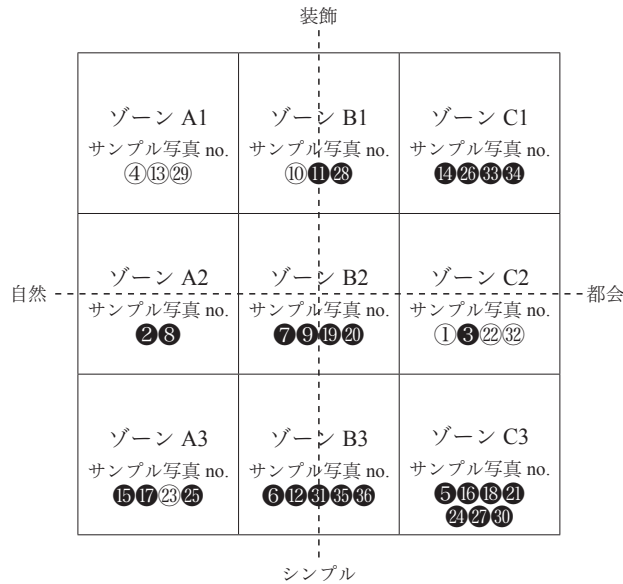 装飾
ゾーン A1
サンプル写真 no.
④⑬㉙
ゾーン B1
サンプル写真 no.
⑩⓫㉘
ゾーン C1
サンプル写真 no.
⓮㉖㉝㉞
自然
ゾーン A2
サンプル写真 no.
❷❽
ゾーン B2
サンプル写真 no.
❼❾⓳⓴
ゾーン C2
サンプル写真 no.
①❸㉒㉜
都会
ゾーン A3
サンプル写真 no.
⓯⓱㉓㉕
ゾーン B3
サンプル写真 no.
❻⓬㉛㉟㊱
ゾーン C3
サンプル写真 no.
❺⓰⓲㉑
㉔㉗㉚
シンプル